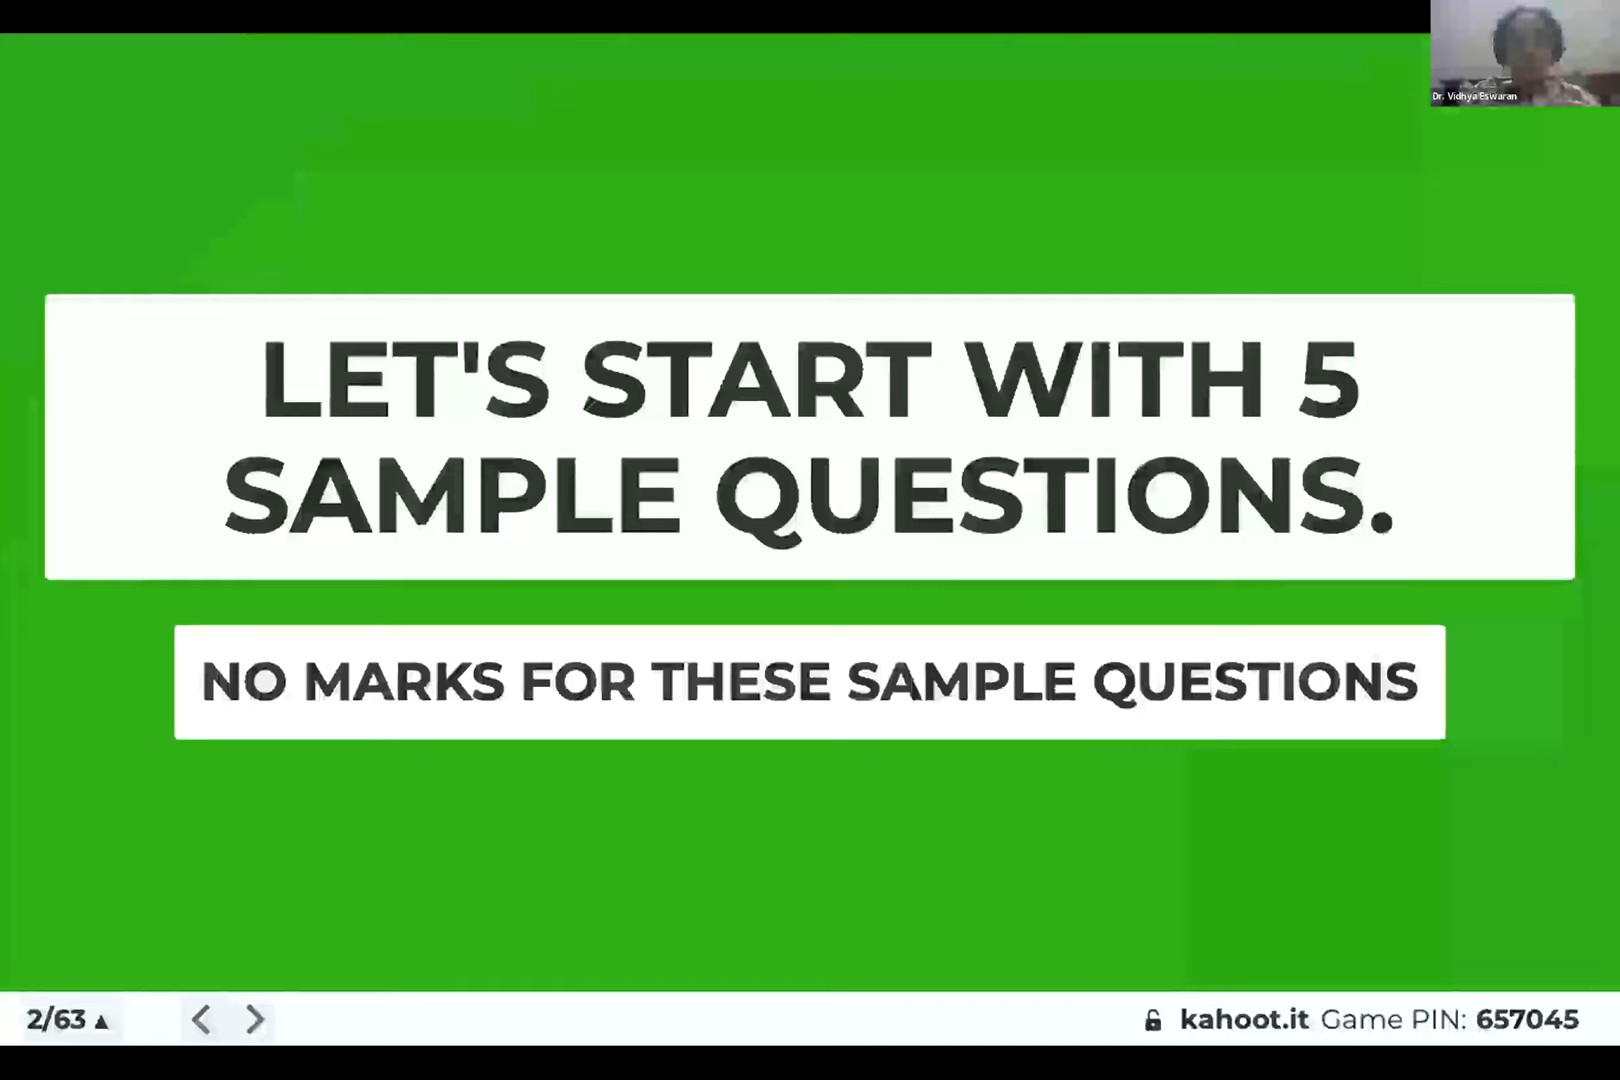 Dr. Vidhya Eswaran
LET'S START WITH 5
SAMPLE QUESTIONS.
NO MARKS FOR THESE SAMPLE QUESTIONS
2/63 ▲
kahoot.it Game PIN: 657045